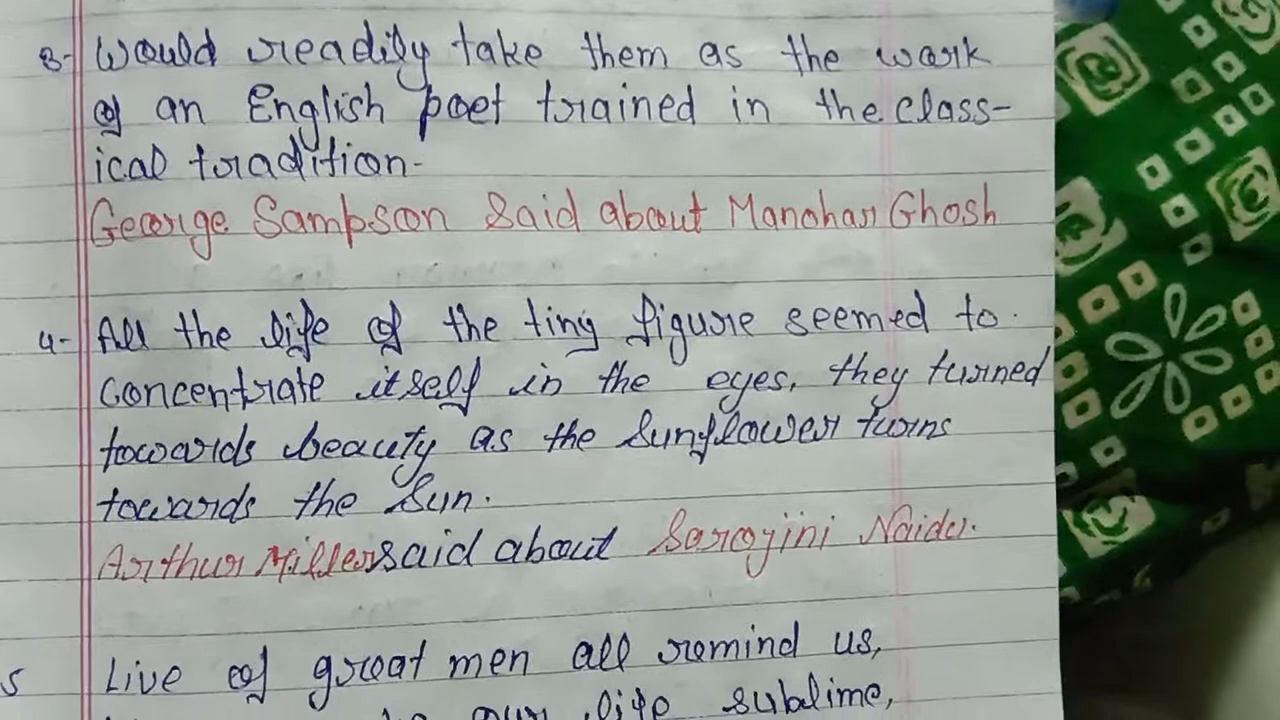 3- Would readily take them as the work
of an English poet trained in the class-
ical tradition-
George Sampson Said about Manohar Ghosh
4- All the life of the ting figure seemed to.
concentrate itself in the eyes, they turned
towards beauty as the Sunflower turns
towards the Sun.
Arthur Miller said about Sarojini Naidu.
5 Live of great men all remind us,
our life sublime,